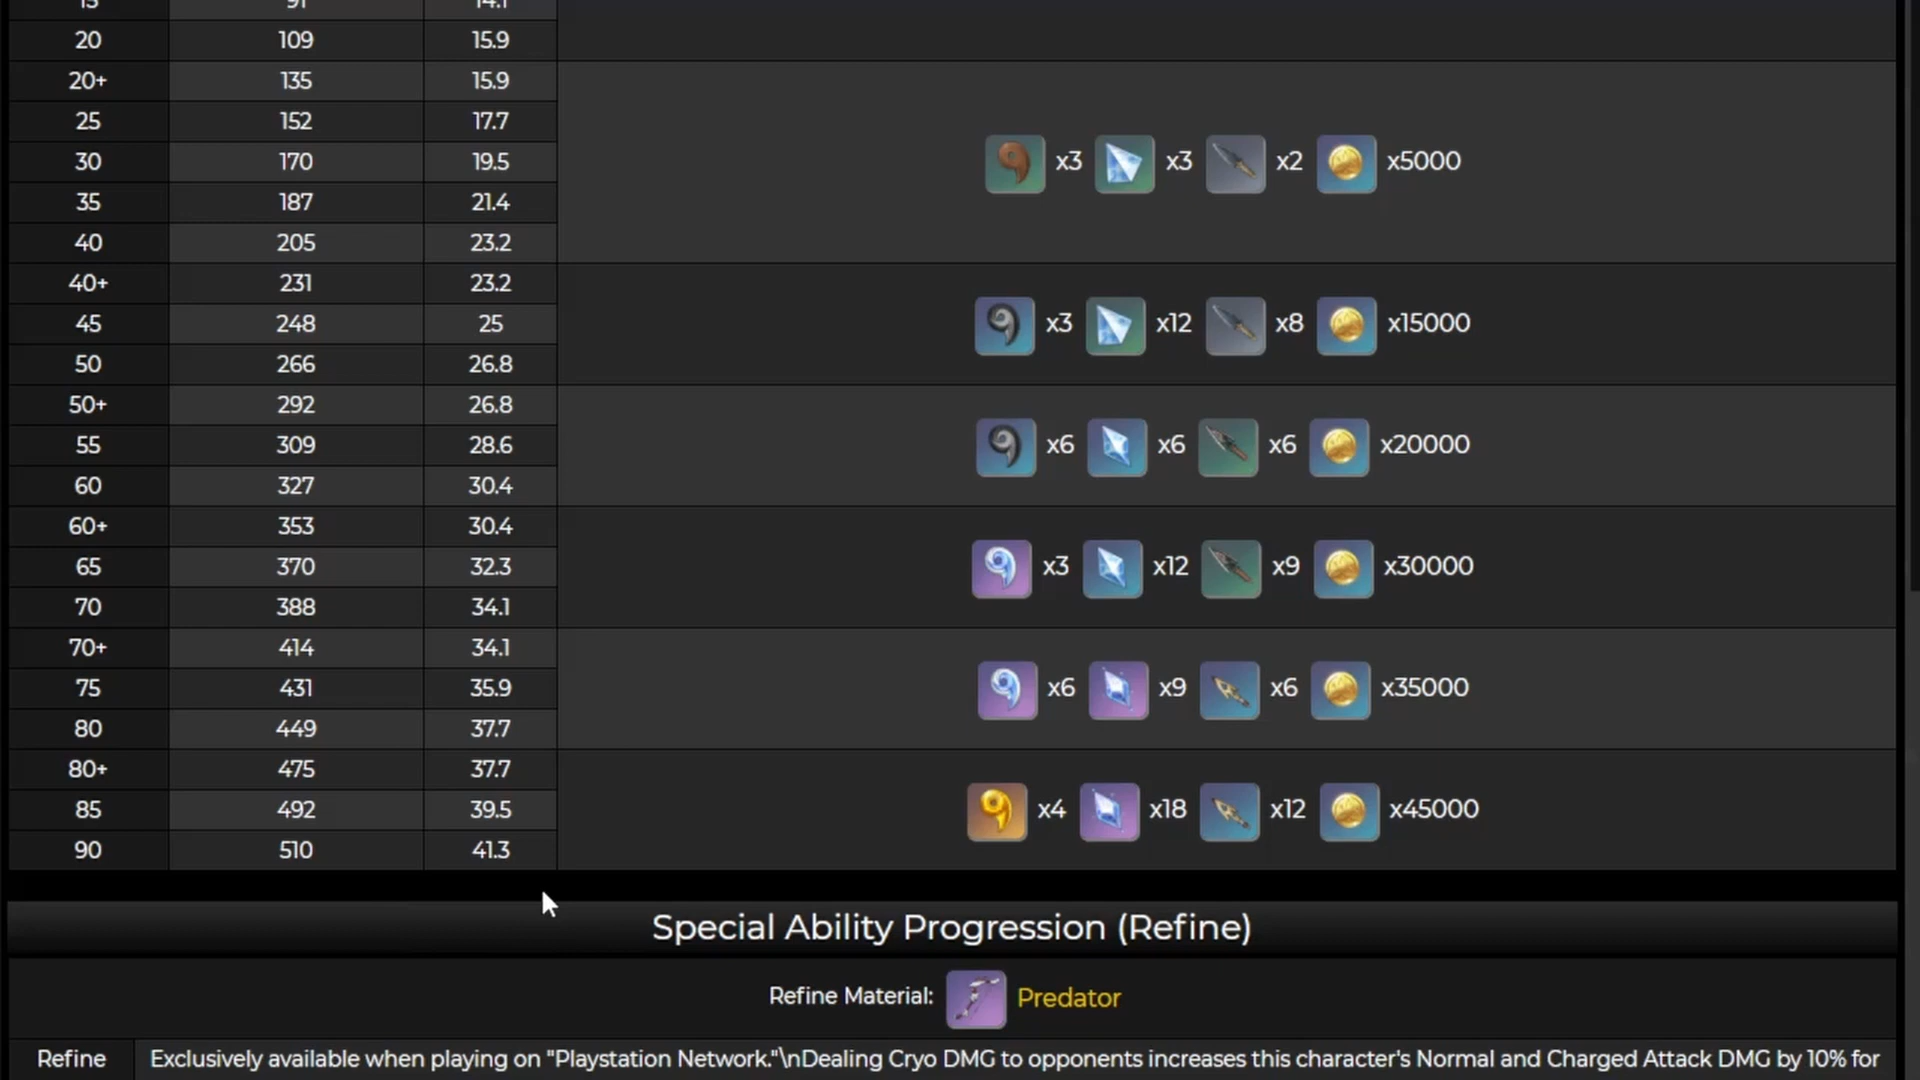 15 91 14.1
20 109 15.9
20+ 135 15.9
25 152 17.7
30 170 19.5
x3 x3 x2 x5000
35 187 21.4
40 205 23.2
40+ 231 23.2
45 248 25
x3 x12 x8 x15000
50 266 26.8
50+ 292 26.8
55 309 28.6
x6 x6 x6 x20000
60 327 30.4
60+ 353 30.4
65 370 32.3
x3 x12 x9 x30000
70 388 34.1
70+ 414 34.1
75 431 35.9
x6 x9 x6 x35000
80 449 37.7
80+ 475 37.7
85 492 39.5
x4 x18 x12 x45000
90 510 41.3
Special Ability Progression (Refine)
Refine Material: Predator
Refine Exclusively available when playing on "Playstation Network."\nDealing Cryo DMG to opponents increases this character's Normal and Charged Attack DMG by 10% for